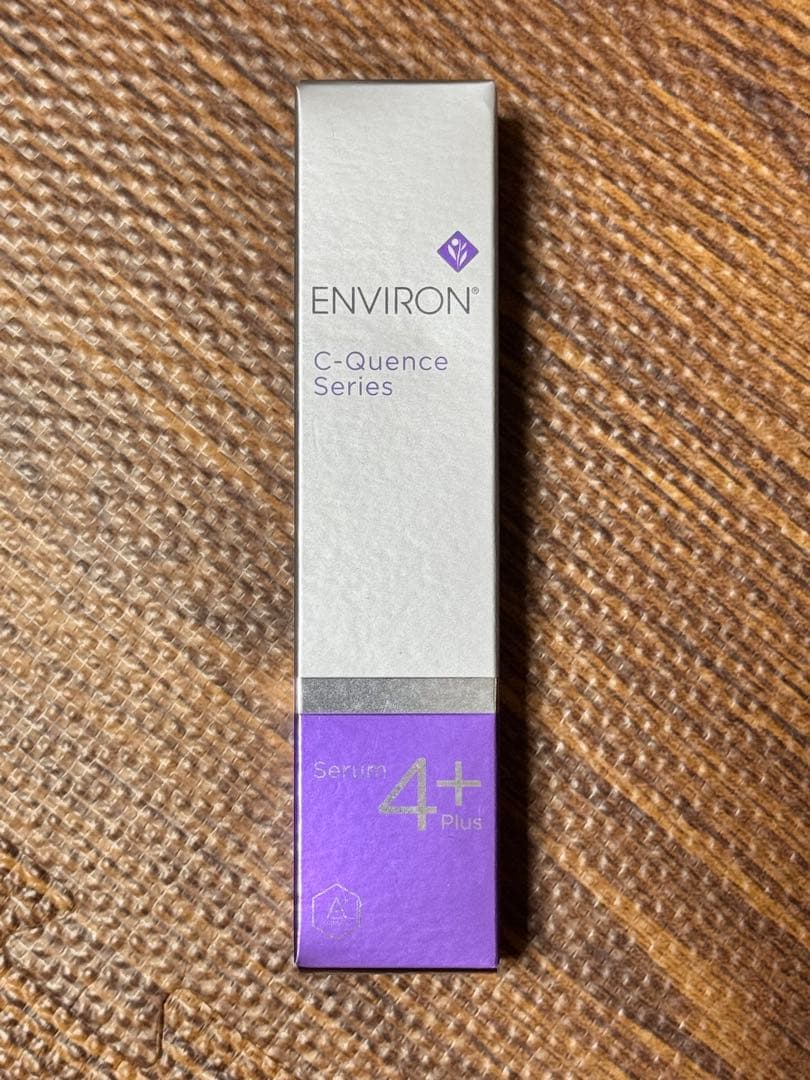 ENVIRON®
C-Quence
Series
Serum 4+
Plus